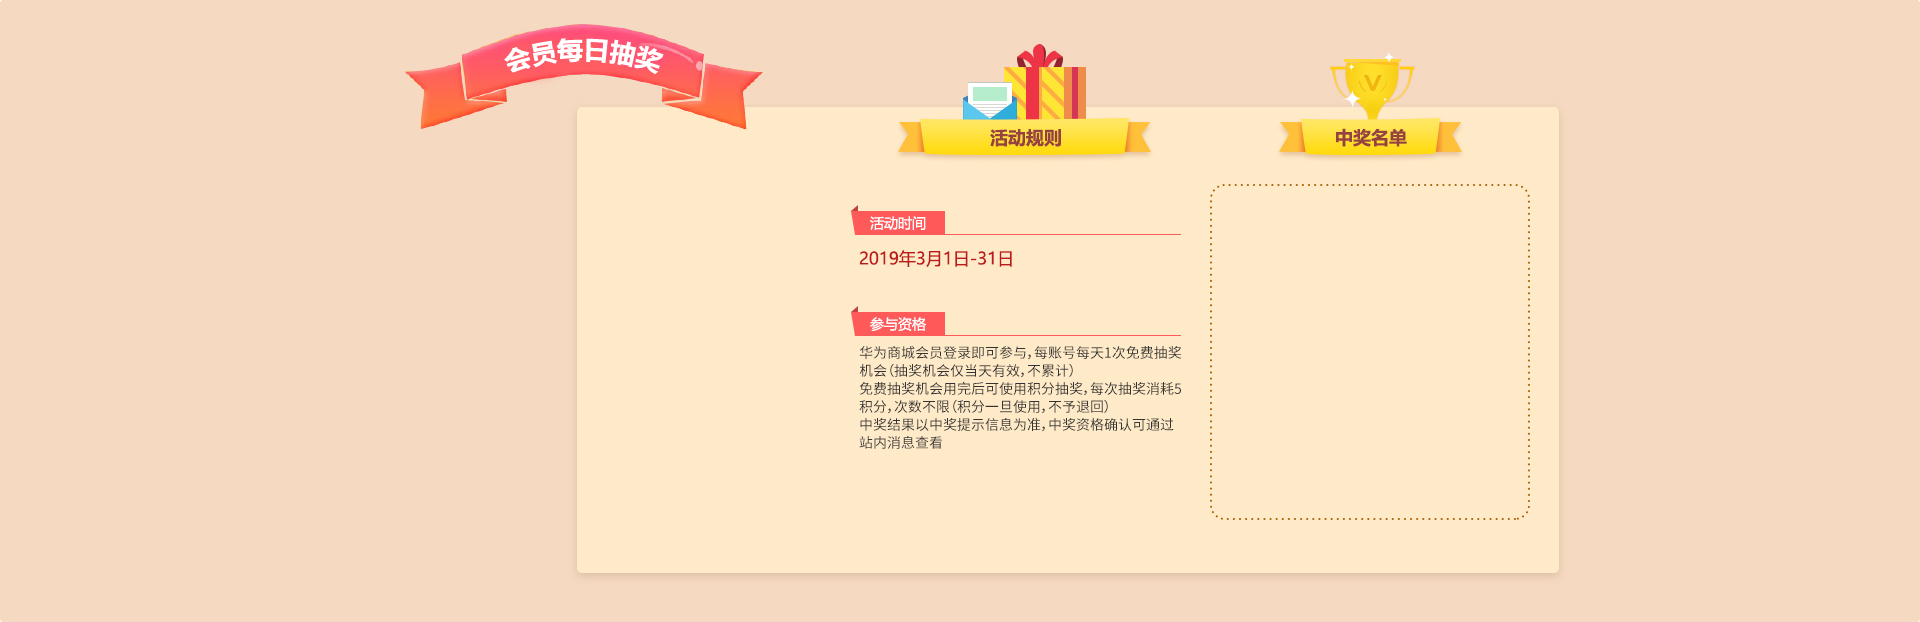 会员每日抽奖
活动规则
活动时间
2019年3月1日-31日
参与资格
华为商城会员登录即可参与，每账号每天1次免费抽奖
机会（抽奖机会仅当天有效，不累计）
免费抽奖机会用完后可使用积分抽奖，每次抽奖消耗5
积分，次数不限（积分一旦使用，不予退回）
中奖结果以中奖提示信息为准，中奖资格确认可通过
站内消息查看
中奖名单
V